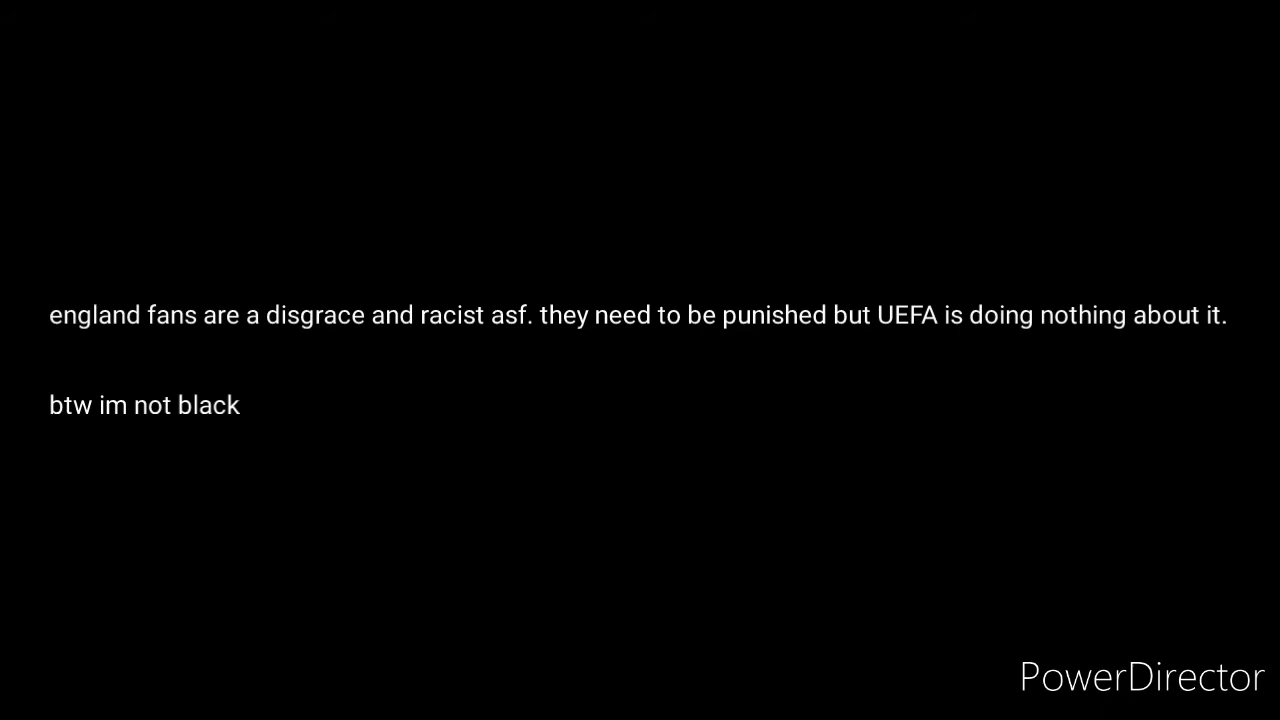 england fans are a disgrace and racist asf. they need to be punished but UEFA is doing nothing about it.
btw im not black
PowerDirector